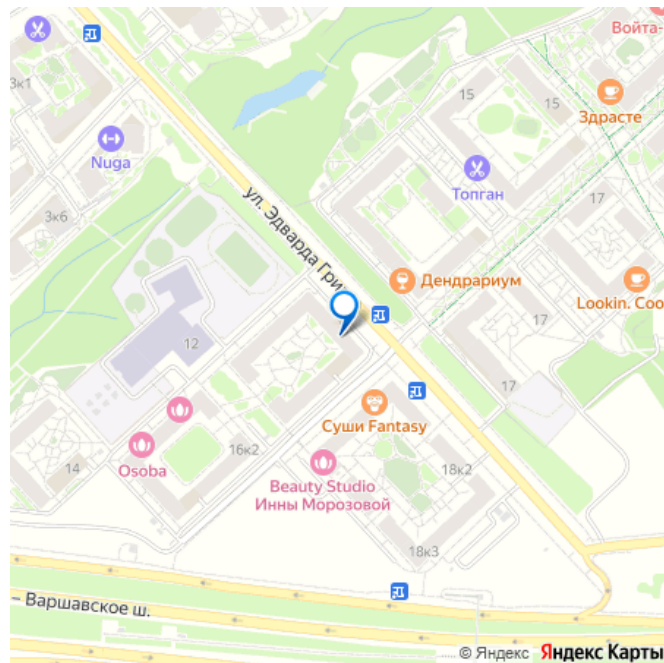 Войта-
3к1
15
15
Здрасте
Nuga
Топган
17
3к6
ул. Эдварда Гри
Дендрариум
Lookin. Coo
17
12
17
Суши Fantasy
16к2
Osoba
14
Beauty Studio
Инны Морозовой
18к2
18к3
Варшавское ш.
© Яндекс Яндекс Карты